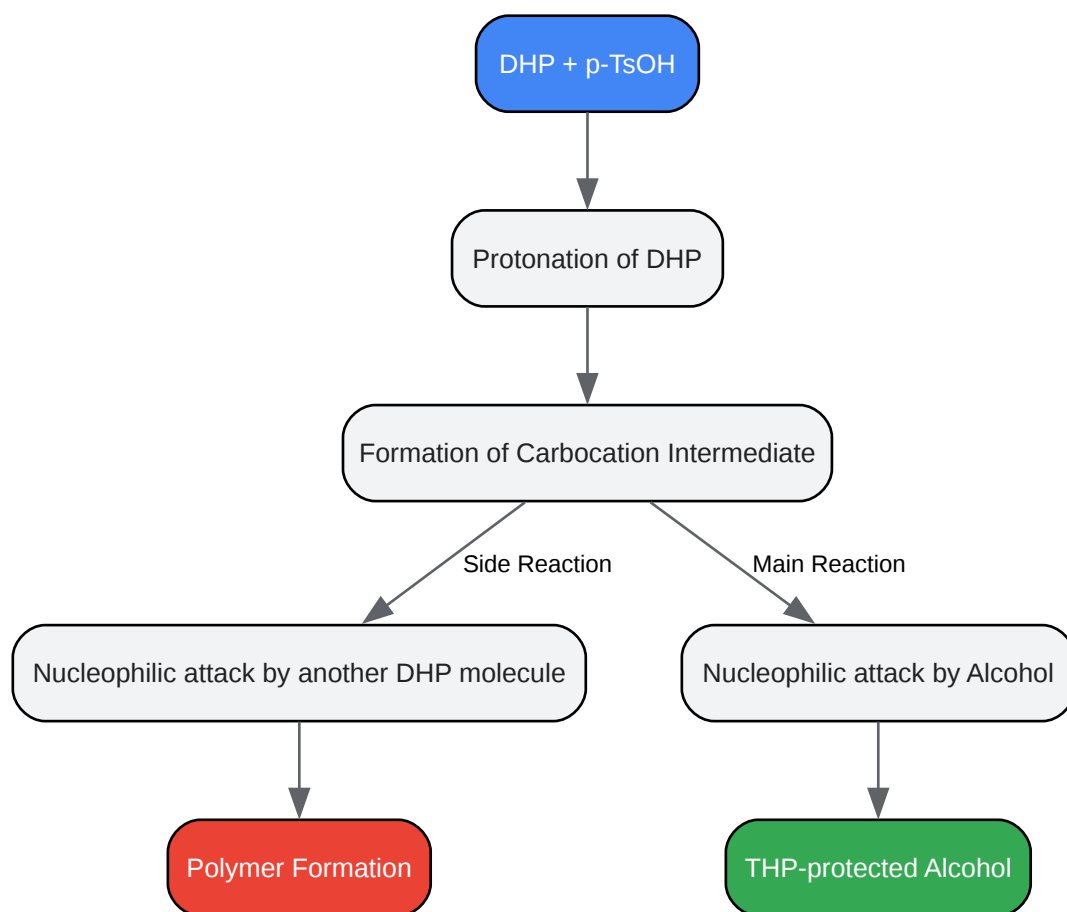 DHP + p-TsOH
Protonation of DHP
Formation of Carbocation Intermediate
Side Reaction
Main Reaction
Nucleophilic attack by another DHP molecule
Nucleophilic attack by Alcohol
Polymer Formation
THP-protected Alcohol